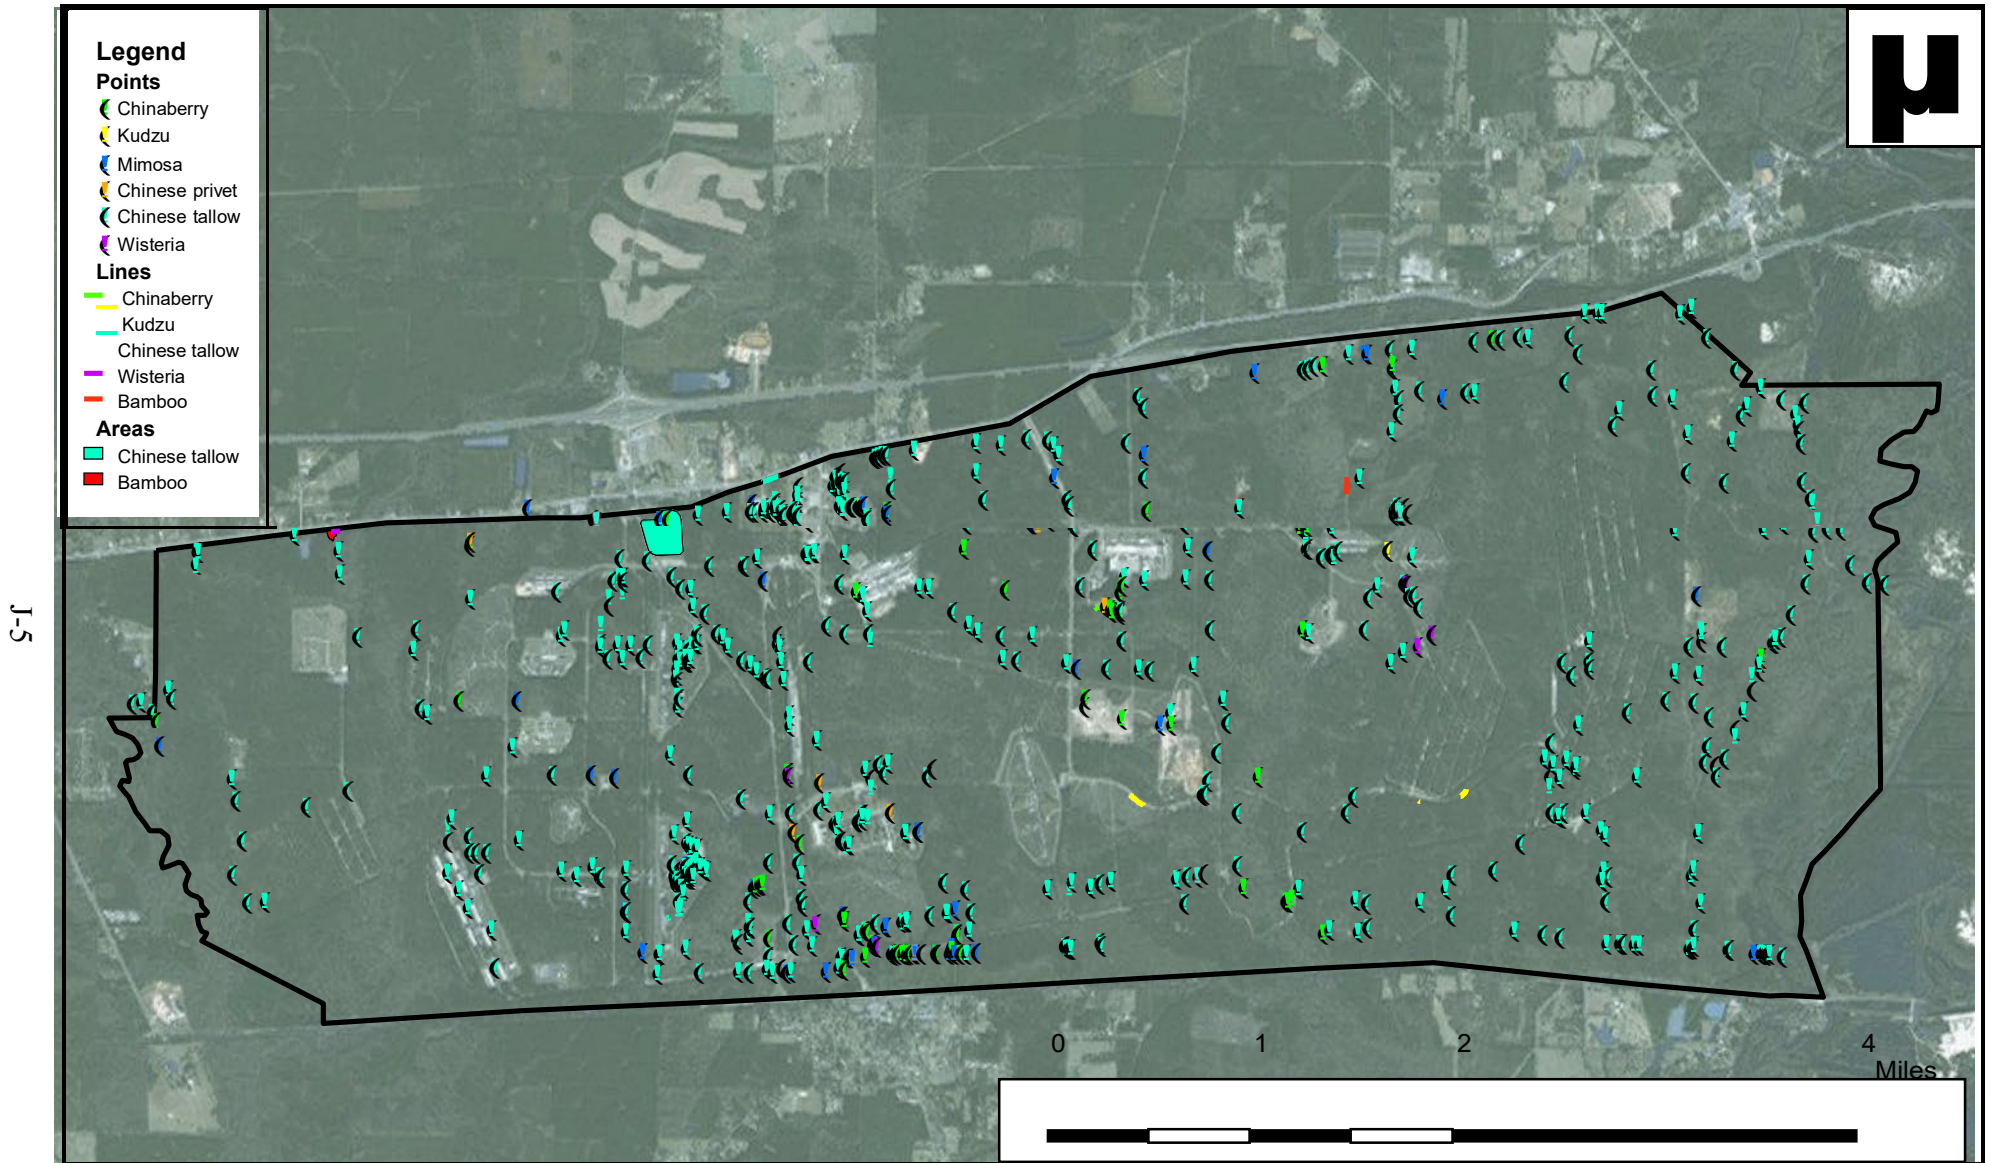 Legend
Points
Chinaberry
Kudzu
Mimosa
Chinese privet
Chinese tallow
Wisteria
Lines
Chinaberry
Kudzu
Chinese tallow
Wisteria
Bamboo
Areas
Chinese tallow
Bamboo
µ
J-5
0 1 2 4
Miles